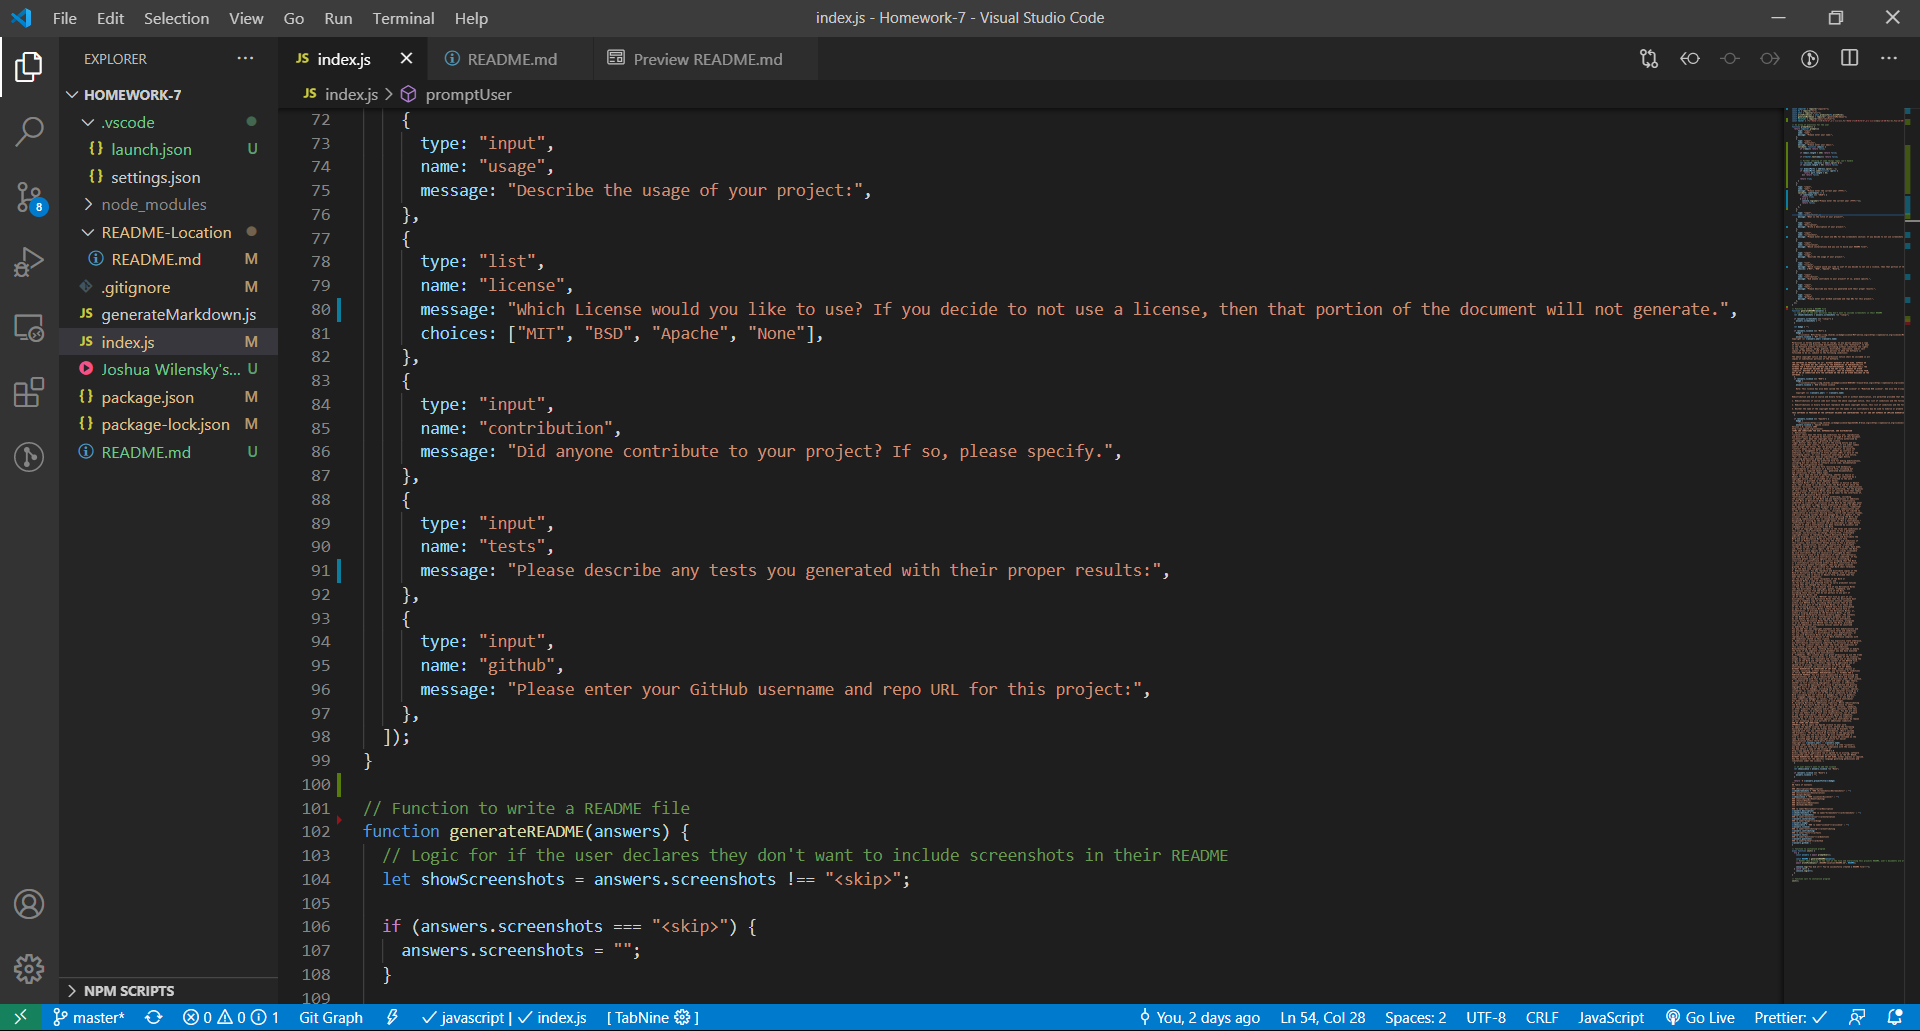 File Edit Selection View Go Run Terminal Help
index.js - Homework-7 - Visual Studio Code
EXPLORER
HOMEWORK-7
.vscode
launch.json U
settings.json
node_modules
README-Location
README.md M
.gitignore M
JS generateMarkdown.js
JS index.js M
Joshua Wilensky's... U
package.json M
package-lock.json M
README.md U
NPM SCRIPTS
8
JS index.js README.md Preview README.md
JS index.js > promptUser
72 {
73 type: "input",
74 name: "usage",
75 message: "Describe the usage of your project:",
76 },
77 {
78 type: "list",
79 name: "license",
80 message: "Which License would you like to use? If you decide to not use a license, then that portion of the document will not generate.",
81 choices: ["MIT", "BSD", "Apache", "None"],
82 },
83 {
84 type: "input",
85 name: "contribution",
86 message: "Did anyone contribute to your project? If so, please specify.",
87 },
88 {
89 type: "input",
90 name: "tests",
91 message: "Please describe any tests you generated with their proper results:",
92 },
93 {
94 type: "input",
95 name: "github",
96 message: "Please enter your GitHub username and repo URL for this project:",
97 },
98 ]);
99 }
100
101 // Function to write a README file
102 function generateREADME(answers) {
103 // Logic for if the user declares they don't want to include screenshots in their README
104 let showScreenshots = answers.screenshots !== "<skip>";
105
106 if (answers.screenshots === "<skip>") {
107 answers.screenshots = "";
108 }
109
master* 0 0 1 Git Graph javascript | index.js [ TabNine ] You, 2 days ago Ln 54, Col 28 Spaces: 2 UTF-8 CRLF JavaScript Go Live Prettier: